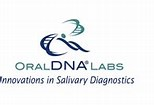 ORALDNA® LABS
Innovations in Salivary Diagnostics